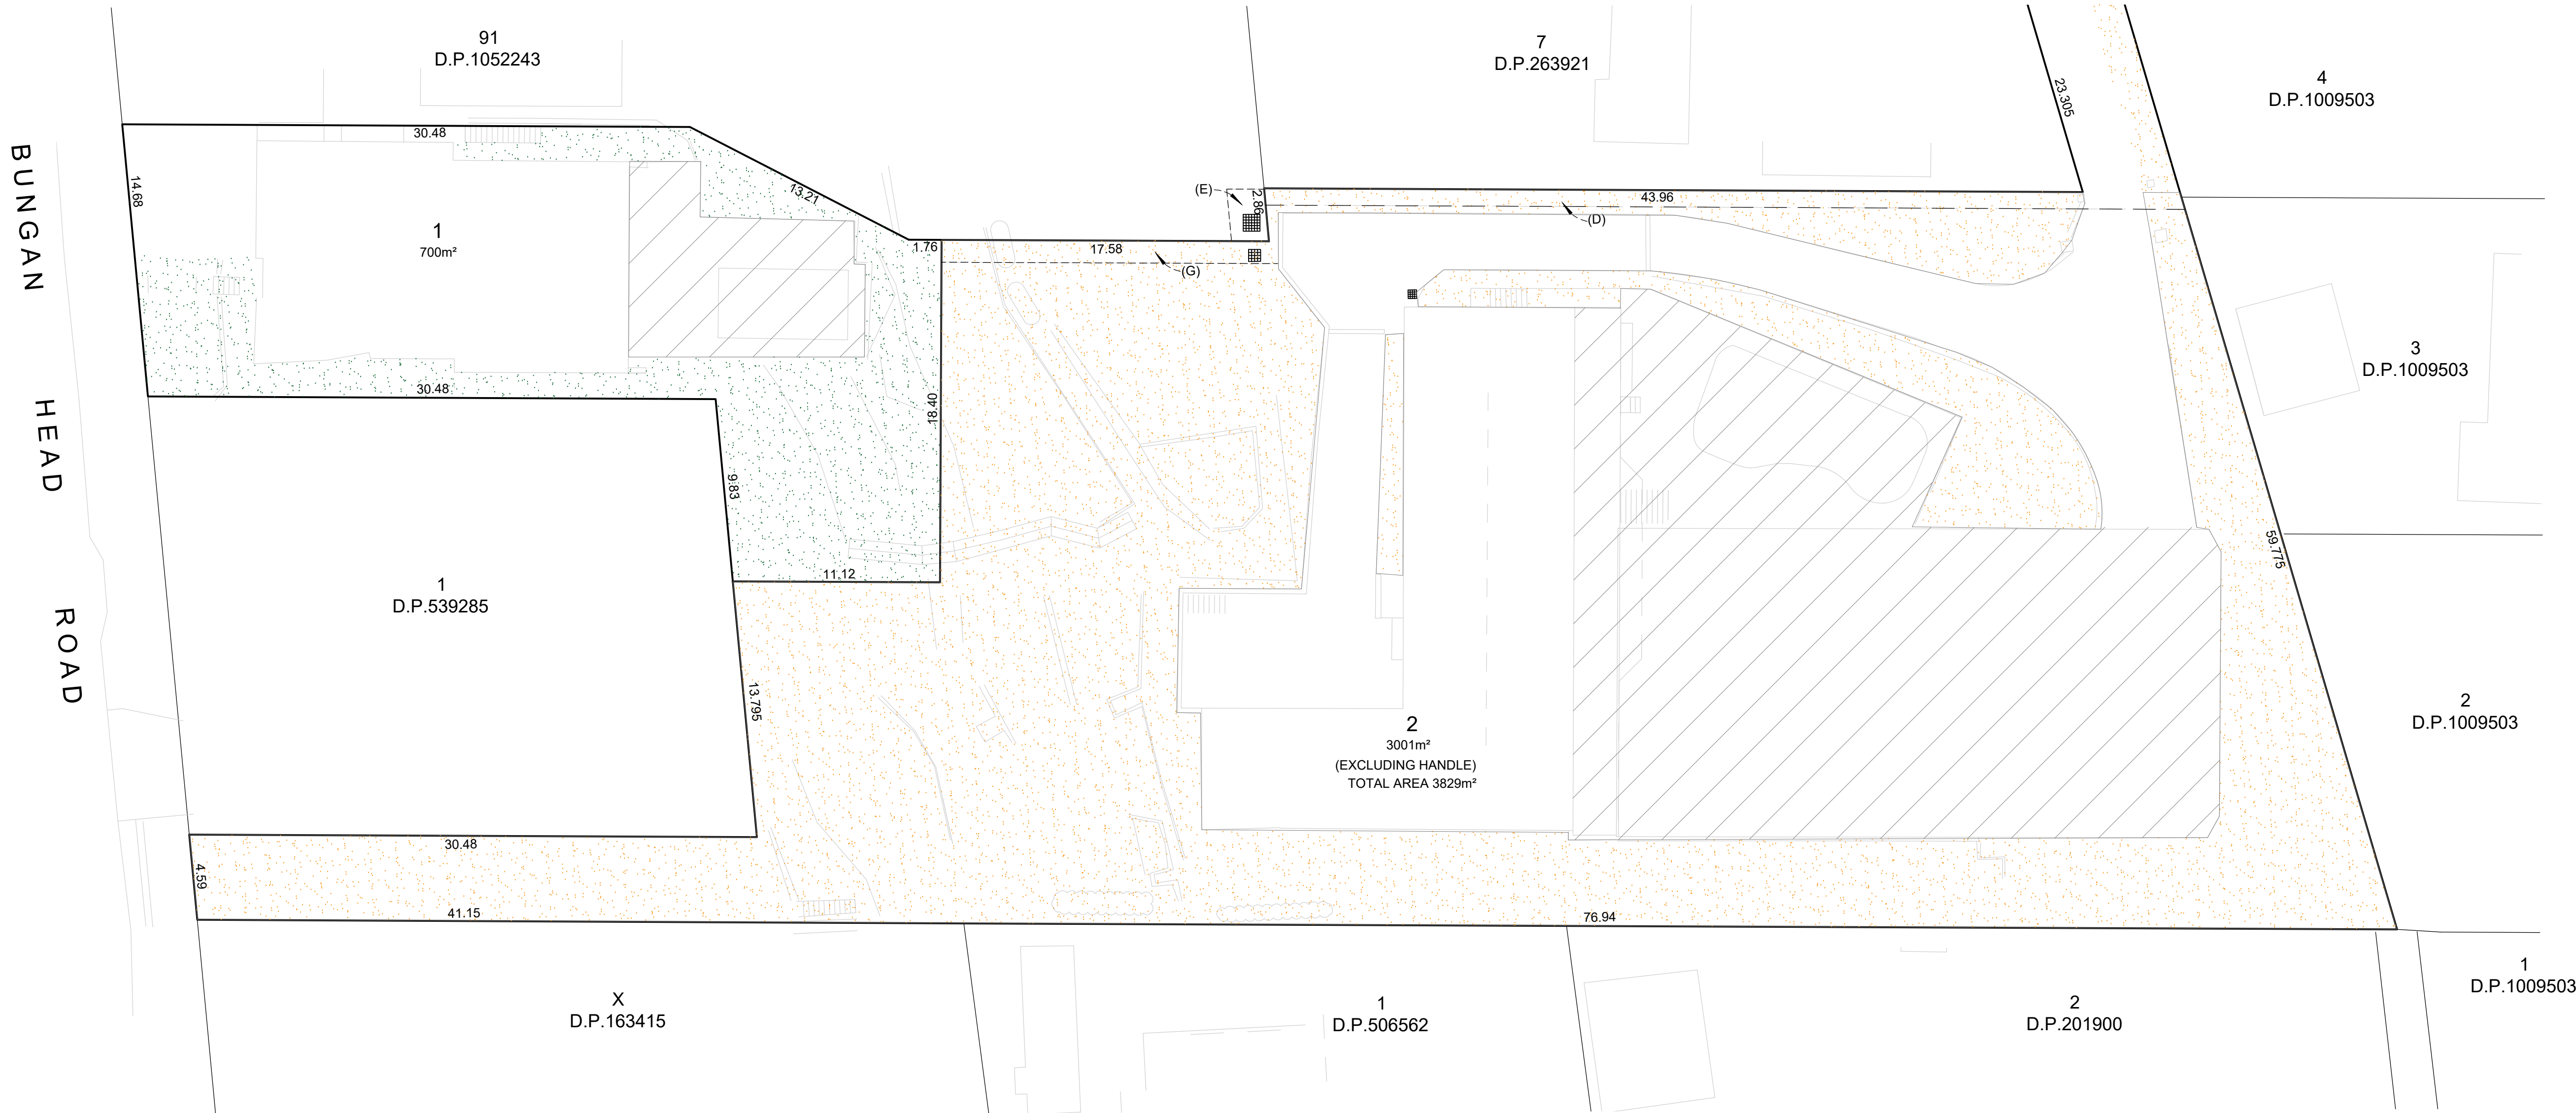 91
D.P.1052243
7
D.P.263921
4
D.P.1009503
23.305
30.48
14.68
13.21
1
700m²
(E)
2.86
43.96
(D)
1.76
17.58
(G)
BUNGAN HEAD ROAD
3
D.P.1009503
30.48
18.40
9.83
11.12
1
D.P.539285
59.775
13.795
2
3001m²
(EXCLUDING HANDLE)
TOTAL AREA 3829m²
2
D.P.1009503
30.48
4.59
41.15
76.94
X
D.P.163415
1
D.P.506562
2
D.P.201900
1
D.P.1009503